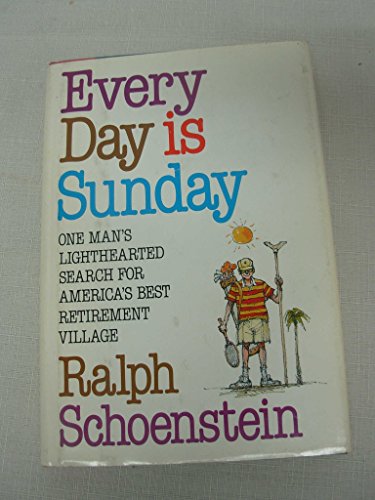 Every
Day is
Sunday
ONE MAN'S
LIGHTHEARTED
SEARCH FOR
AMERICA'S BEST
RETIREMENT
VILLAGE
Ralph
Schoenstein